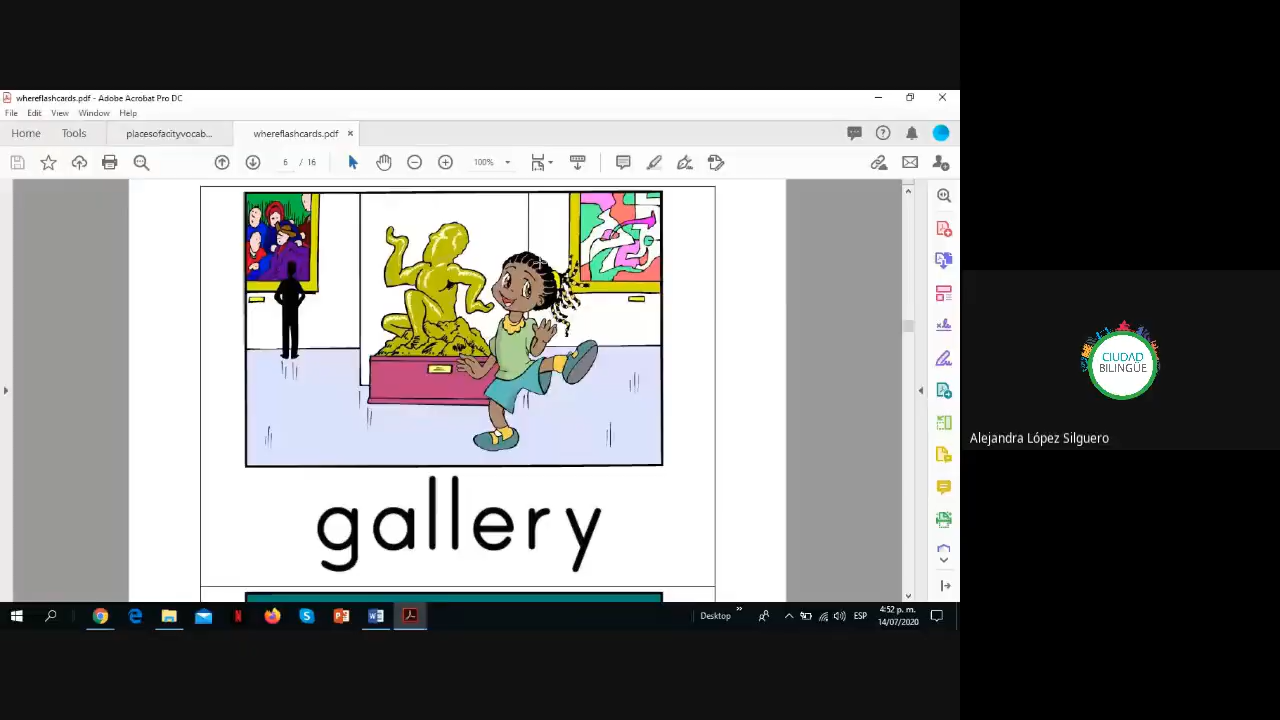 whereflashcards.pdf - Adobe Acrobat Pro DC
File Edit View Window Help
Home Tools placesofacityvocab... whereflashcards.pdf ×
6 / 16 100%
gallery
CIUDAD
BILINGÜE
Alejandra López Silguero
Desktop » ESP
4:52 p. m.
14/07/2020